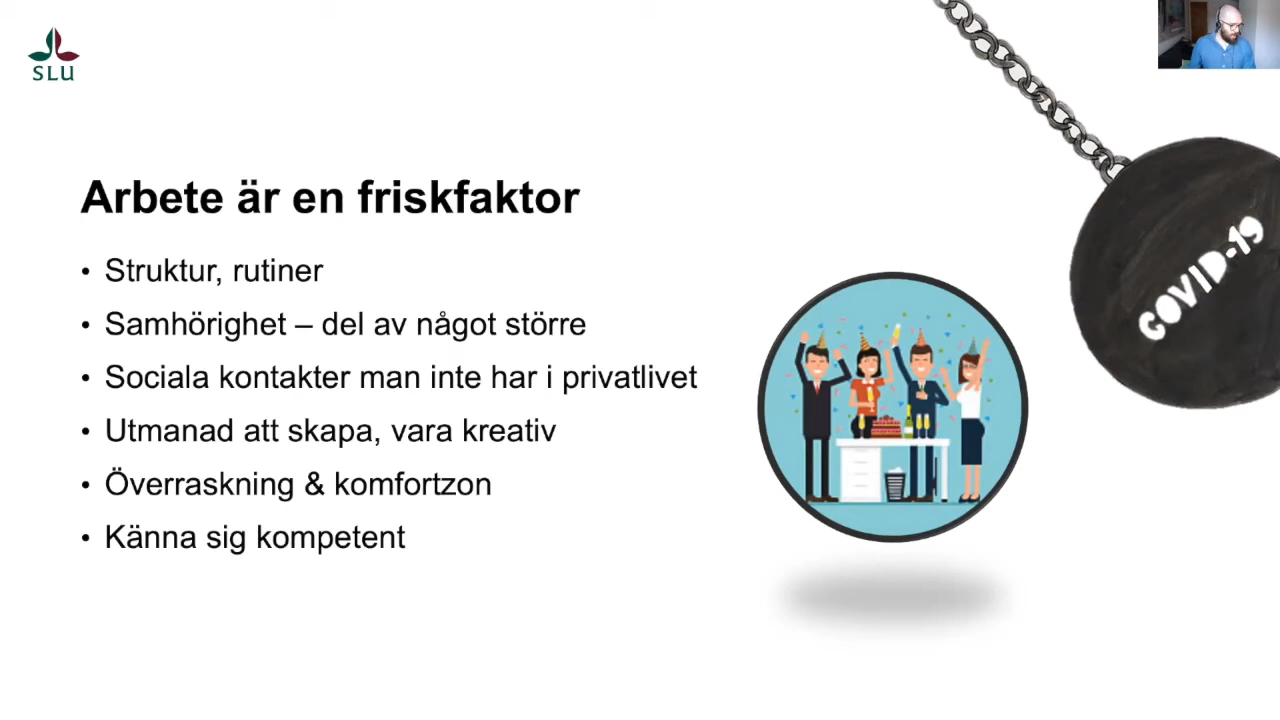 SLU
Arbete är en friskfaktor
• Struktur, rutiner
• Samhörighet – del av något större
• Sociala kontakter man inte har i privatlivet
• Utmanad att skapa, vara kreativ
• Överraskning & komfortzon
• Känna sig kompetent
COVID-19